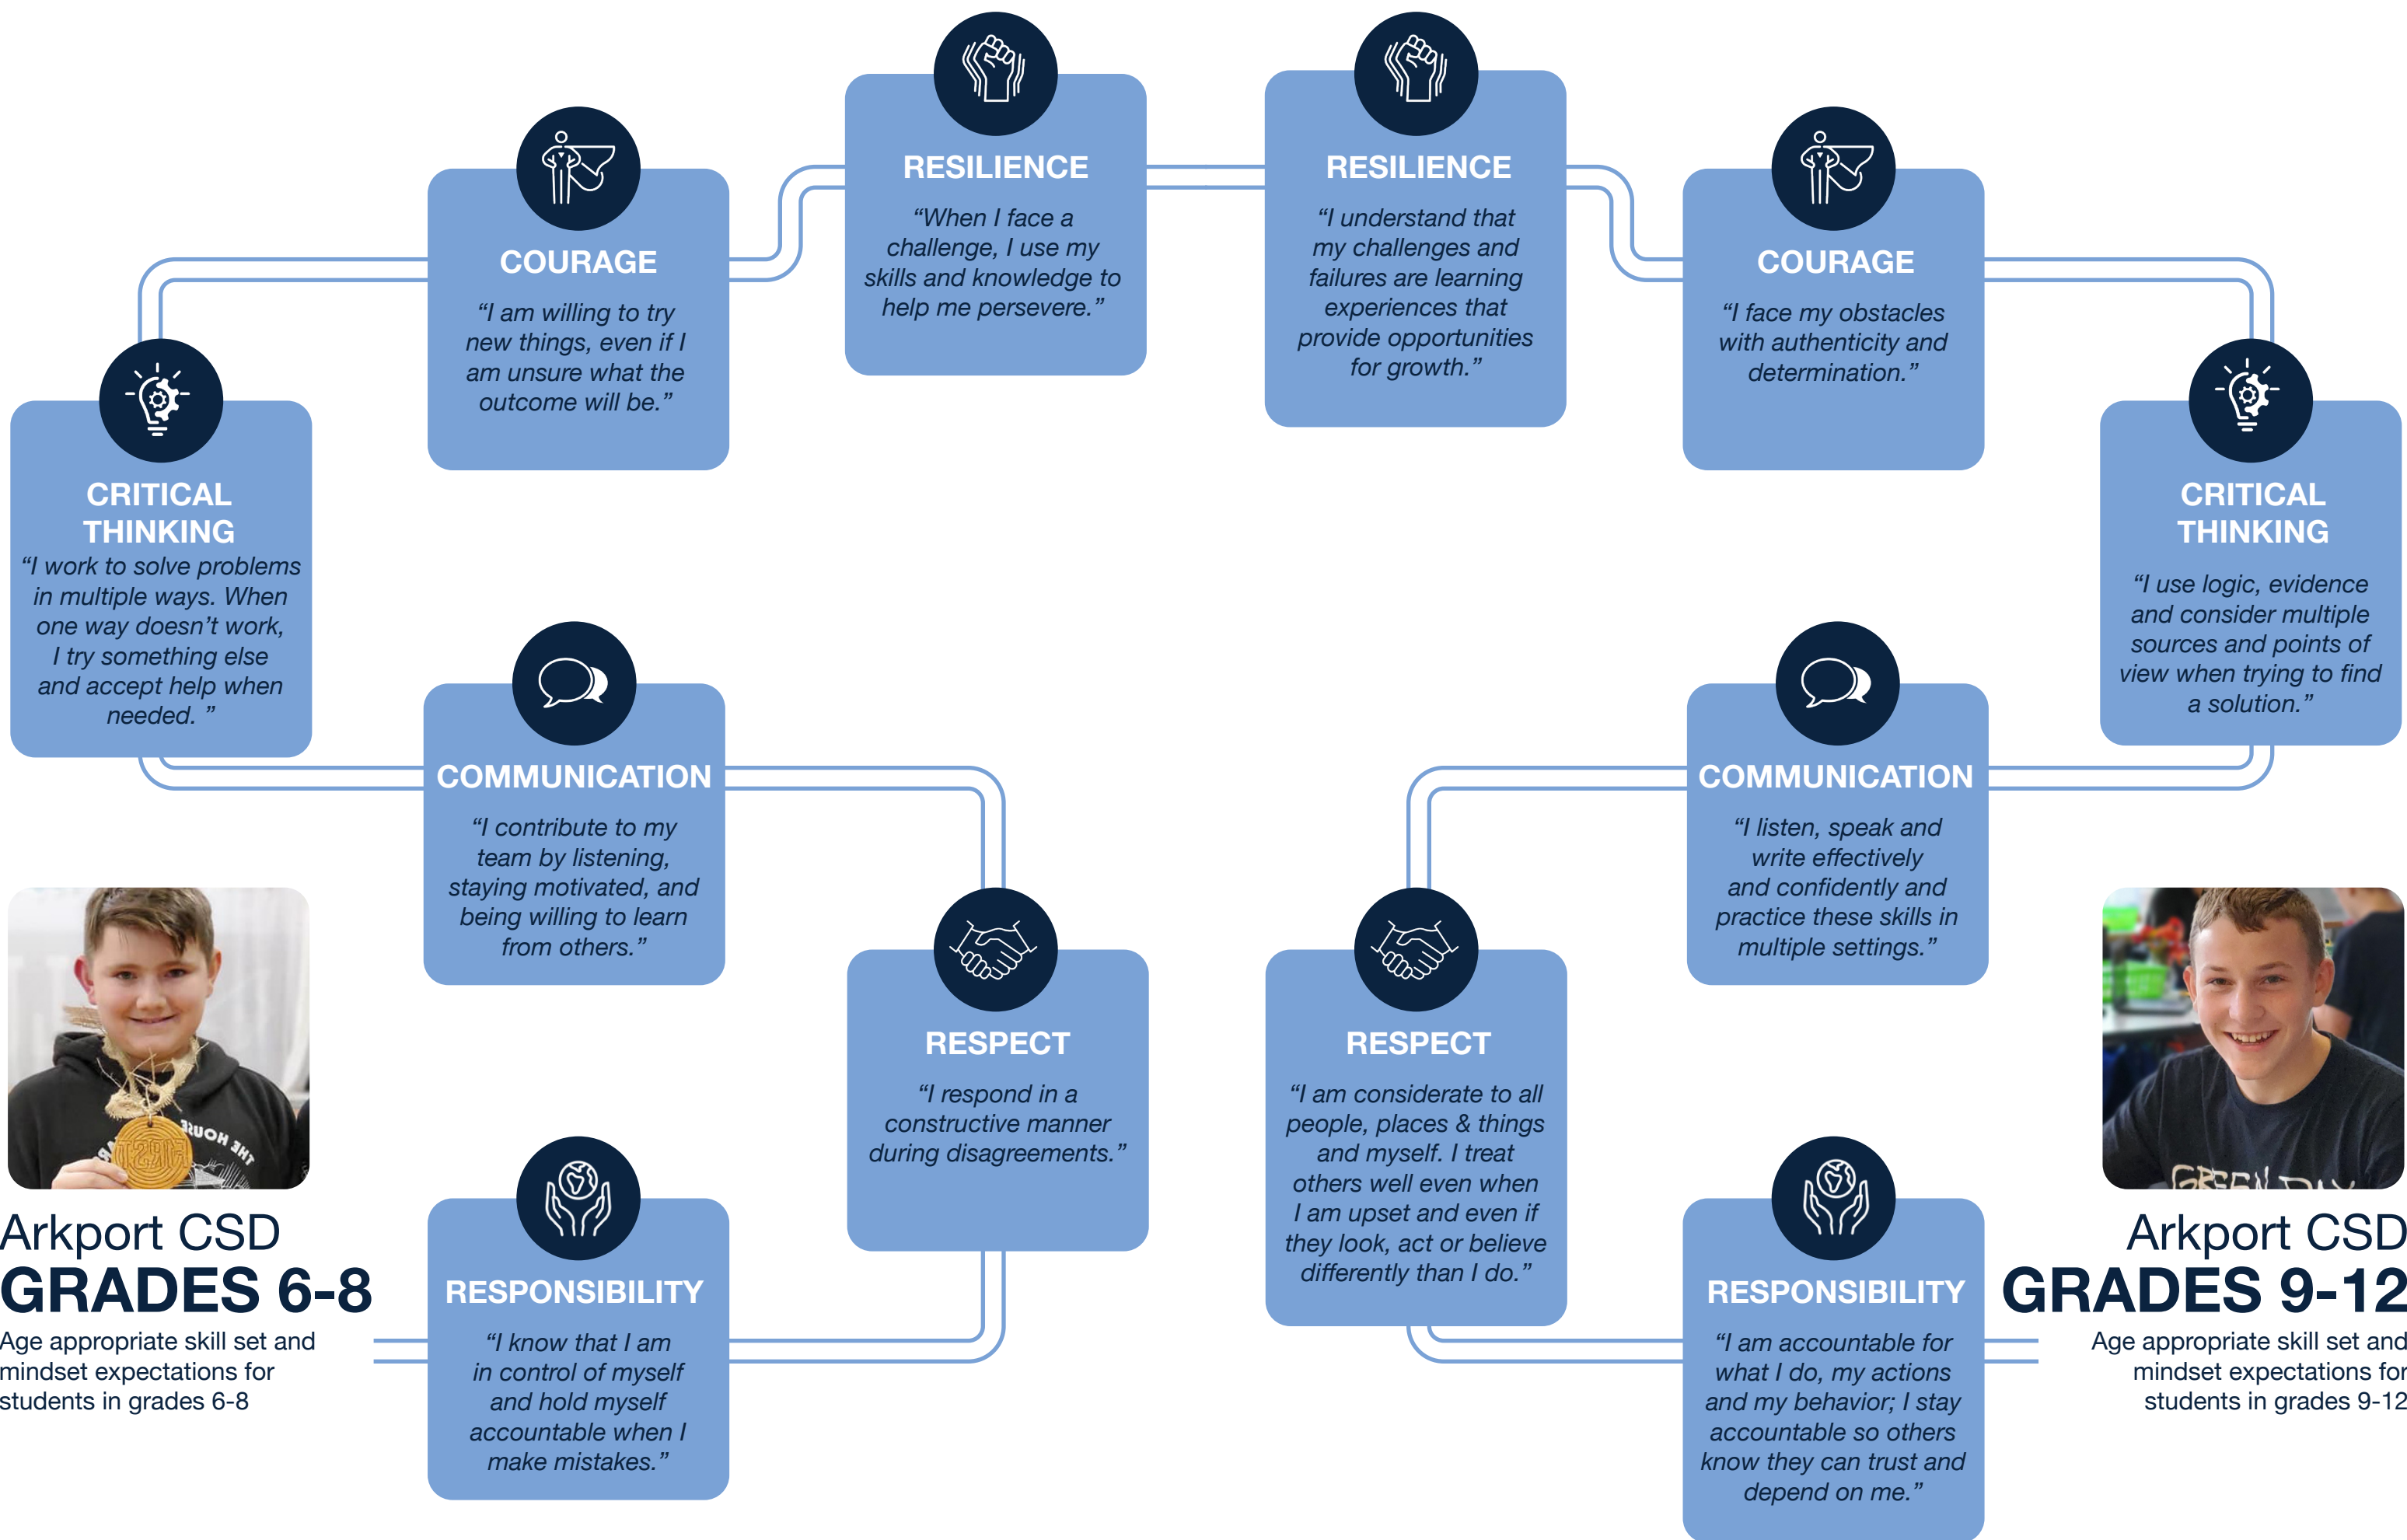 RESILIENCE
“When I face a
challenge, I use my
skills and knowledge to
help me persevere.”
RESILIENCE
“I understand that
my challenges and
failures are learning
experiences that
provide opportunities
for growth.”
COURAGE
“I am willing to try
new things, even if I
am unsure what the
outcome will be.”
COURAGE
“I face my obstacles
with authenticity and
determination.”
CRITICAL
THINKING
“I work to solve problems
in multiple ways. When
one way doesn’t work,
I try something else
and accept help when
needed. ”
CRITICAL
THINKING
“I use logic, evidence
and consider multiple
sources and points of
view when trying to find
a solution.”
COMMUNICATION
“I contribute to my
team by listening,
staying motivated, and
being willing to learn
from others.”
COMMUNICATION
“I listen, speak and
write effectively
and confidently and
practice these skills in
multiple settings.”
RESPECT
“I respond in a
constructive manner
during disagreements.”
RESPECT
“I am considerate to all
people, places & things
and myself. I treat
others well even when
I am upset and even if
they look, act or believe
differently than I do.”
THE HOUSE
FIRST
GREEN DAY
Arkport CSD
GRADES 6-8
Age appropriate skill set and
mindset expectations for
students in grades 6-8
RESPONSIBILITY
“I know that I am
in control of myself
and hold myself
accountable when I
make mistakes.”
RESPONSIBILITY
“I am accountable for
what I do, my actions
and my behavior; I stay
accountable so others
know they can trust and
depend on me.”
Arkport CSD
GRADES 9-12
Age appropriate skill set and
mindset expectations for
students in grades 9-12